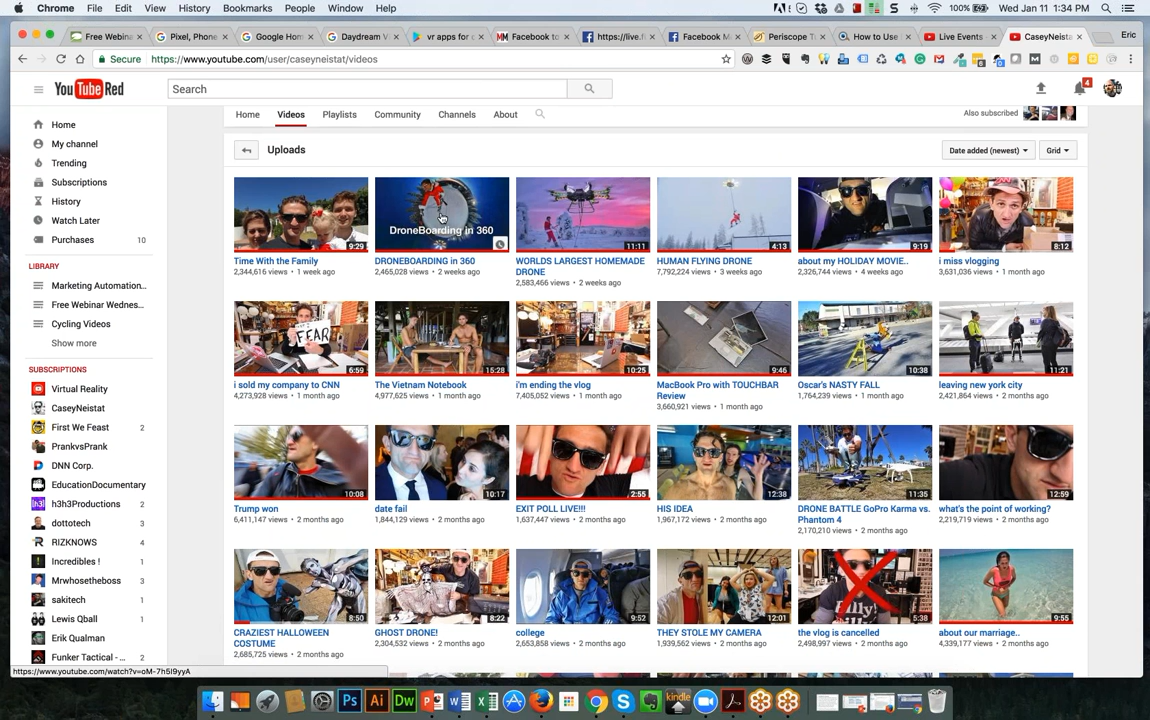 Chrome File Edit View History Bookmarks People Window Help 100% Wed Jan 11 1:34 PM
Free Webina Pixel, Phone Google Hom Daydream V vr apps for c Facebook to https://live.f Facebook M Periscope T How to Use Live Events - CaseyNeista Eric
Secure https://www.youtube.com/user/caseyneistat/videos
YouTube Red Search 4
Home Videos Playlists Community Channels About Also subscribed
Uploads Date added (newest) Grid
Home
My channel
Trending
Subscriptions
History
Watch Later
Purchases 10
LIBRARY
Marketing Automation...
Free Webinar Wednes...
Cycling Videos
Show more
SUBSCRIPTIONS
Virtual Reality
CaseyNeistat
First We Feast 2
PrankvsPrank
DNN Corp.
EducationDocumentary
h3h3Productions 2
dottotech 3
RIZKNOWS 4
Incredibles ! 1
Mrwhosetheboss 3
sakitech 1
Lew Qball 1
Erik Qualman 1
Funker Tactical - ... 2
DroneBoarding in 360
9:29 11:11 4:13 9:19 8:12
Time With the Family
2,344,616 views • 1 week ago
DRONEBOARDING in 360
2,465,028 views • 2 weeks ago
WORLDS LARGEST HOMEMADE
DRONE
2,583,466 views • 2 weeks ago
HUMAN FLYING DRONE
7,792,224 views • 3 weeks ago
about my HOLIDAY MOVIE..
2,326,744 views • 4 weeks ago
i miss vlogging
3,631,036 views • 1 month ago
FEAR
6:59 15:28 10:25 9:46 10:38 11:21
i sold my company to CNN
4,273,928 views • 1 month ago
The Vietnam Notebook
4,977,625 views • 1 month ago
i'm ending the vlog
7,405,052 views • 1 month ago
MacBook Pro with TOUCHBAR
Review
3,660,921 views • 1 month ago
Oscar's NASTY FALL
1,764,239 views • 1 month ago
leaving new york city
2,421,864 views • 2 months ago
10:08 10:17 2:55 12:38 11:35 12:59
Trump won
6,411,147 views • 2 months ago
date fail
1,844,129 views • 2 months ago
EXIT POLL LIVE!!!
1,637,447 views • 2 months ago
HIS IDEA
1,967,172 views • 2 months ago
DRONE BATTLE GoPro Karma vs.
Phantom 4
2,170,210 views • 2 months ago
what's the point of working?
2,219,719 views • 2 months ago
8:50 8:22 9:52 12:01 5:38 9:55
CRAZIEST HALLOWEEN
COSTUME
2,685,725 views • 2 months ago
GHOST DRONE!
2,304,532 views • 2 months ago
college
2,653,858 views • 2 months ago
THEY STOLE MY CAMERA
1,939,562 views • 2 months ago
the vlog is cancelled
2,498,997 views • 2 months ago
about our marriage..
4,339,177 views • 2 months ago
https://www.youtube.com/watch?v=oM-7h5I9yyA
Ps Ai Dw kindle